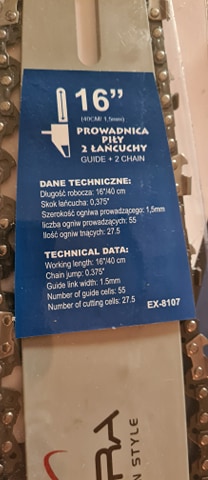 16”
(40CM/ 1,5mm)
PROWADNICA
PIŁY
2 ŁANCUCHY
GUIDE + 2 CHAIN
DANE TECHNICZNE:
Długość robocza: 16"/40 cm
Skok łańcucha: 0,375"
Szerokość ogniwa prowadzącego: 1,5mm
liczba ogniw prowadzących: 55
Ilość ogniw tnących: 27.5
TECHNICAL DATA:
Working length: 16"/40 cm
Chain jump: 0.375"
Guide link width: 1.5mm
Number of guide cells: 55
Number of cutting cells: 27.5
EX-8107
RA
N STYLE